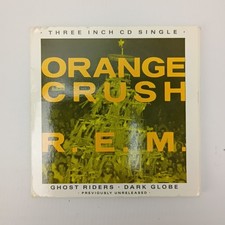 · THREE INCH CD SINGLE ·
ORANGE
CRUSH
R. E. M.
GHOST RIDERS · DARK GLOBE
· PREVIOUSLY UNRELEASED ·